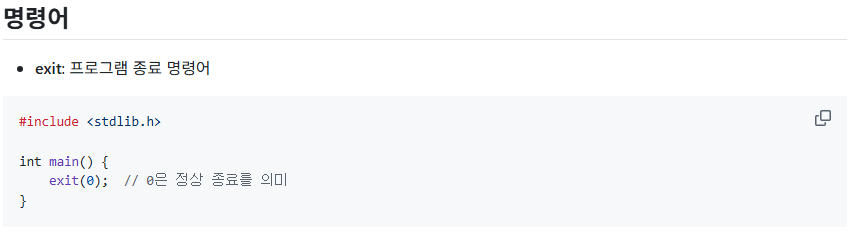 명령어
• exit: 프로그램 종료 명령어
#include <stdlib.h>
int main() {
    exit(0);  // 0은 정상 종료를 의미
}